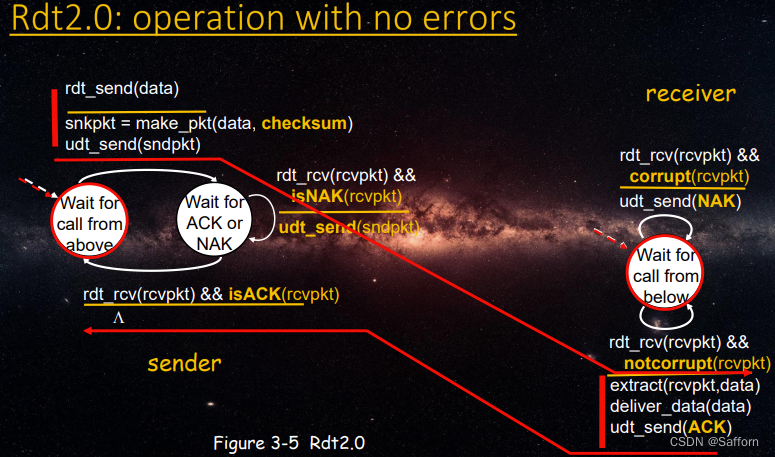 Rdt2.0: operation with no errors
rdt_send(data)
snkpkt = make_pkt(data, checksum)
udt_send(sndpkt)
receiver
rdt_rcv(rcvpkt) &&
isNAK(rcvpkt)
udt_send(sndpkt)
rdt_rcv(rcvpkt) &&
corrupt(rcvpkt)
udt_send(NAK)
Wait for
call from
above
Wait for
ACK or
NAK
Wait for
call from
below
rdt_rcv(rcvpkt) && isACK(rcvpkt)
Λ
sender
rdt_rcv(rcvpkt) &&
notcorrupt(rcvpkt)
extract(rcvpkt,data)
deliver_data(data)
udt_send(ACK)
Figure 3-5 Rdt2.0
CSDN @Safforn